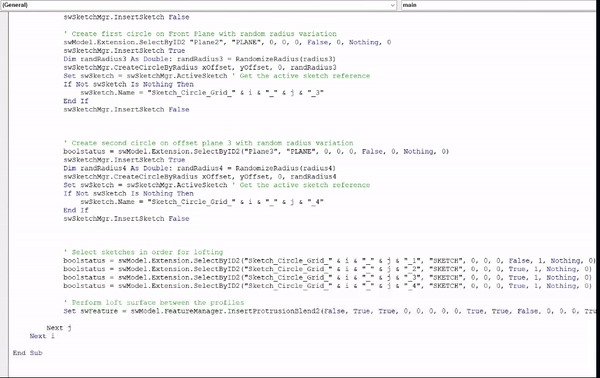 (General)
main
swSketchMgr.InsertSketch False
' Create first circle on Front Plane with random radius variation
swModel.Extension.SelectByID2 "Plane2", "PLANE", 0, 0, 0, False, 0, Nothing, 0
swSketchMgr.InsertSketch True
Dim randRadius3 As Double: randRadius3 = RandomizeRadius(radius3)
swSketchMgr.CreateCircleByRadius xOffset, yOffset, 0, randRadius3
Set swSketch = swSketchMgr.ActiveSketch ' Get the active sketch reference
If Not swSketch Is Nothing Then
swSketch.Name = "Sketch_Circle_Grid_" & i & "_" & j & "_3"
End If
swSketchMgr.InsertSketch False
' Create second circle on offset plane 3 with random radius variation
boolstatus = swModel.Extension.SelectByID2("Plane3", "PLANE", 0, 0, 0, False, 0, Nothing, 0)
swSketchMgr.InsertSketch True
Dim randRadius4 As Double: randRadius4 = RandomizeRadius(radius4)
swSketchMgr.CreateCircleByRadius xOffset, yOffset, 0, randRadius4
Set swSketch = swSketchMgr.ActiveSketch ' Get the active sketch reference
If Not swSketch Is Nothing Then
swSketch.Name = "Sketch_Circle_Grid_" & i & "_" & j & "_4"
End If
swSketchMgr.InsertSketch False
' Select sketches in order for lofting
boolstatus = swModel.Extension.SelectByID2("Sketch_Circle_Grid_" & i & "_" & j & "_1", "SKETCH", 0, 0, 0, False, 1, Nothing, 0)
boolstatus = swModel.Extension.SelectByID2("Sketch_Circle_Grid_" & i & "_" & j & "_2", "SKETCH", 0, 0, 0, True, 1, Nothing, 0)
boolstatus = swModel.Extension.SelectByID2("Sketch_Circle_Grid_" & i & "_" & j & "_3", "SKETCH", 0, 0, 0, True, 1, Nothing, 0)
boolstatus = swModel.Extension.SelectByID2("Sketch_Circle_Grid_" & i & "_" & j & "_4", "SKETCH", 0, 0, 0, True, 1, Nothing, 0)
' Perform loft surface between the profiles
Set swFeature = swModel.FeatureManager.InsertProtrusionBlend2(False, True, True, 0, 0, 0, 0, 0, True, True, False, 0, 0, 0, Tru
Next j
Next i
End Sub